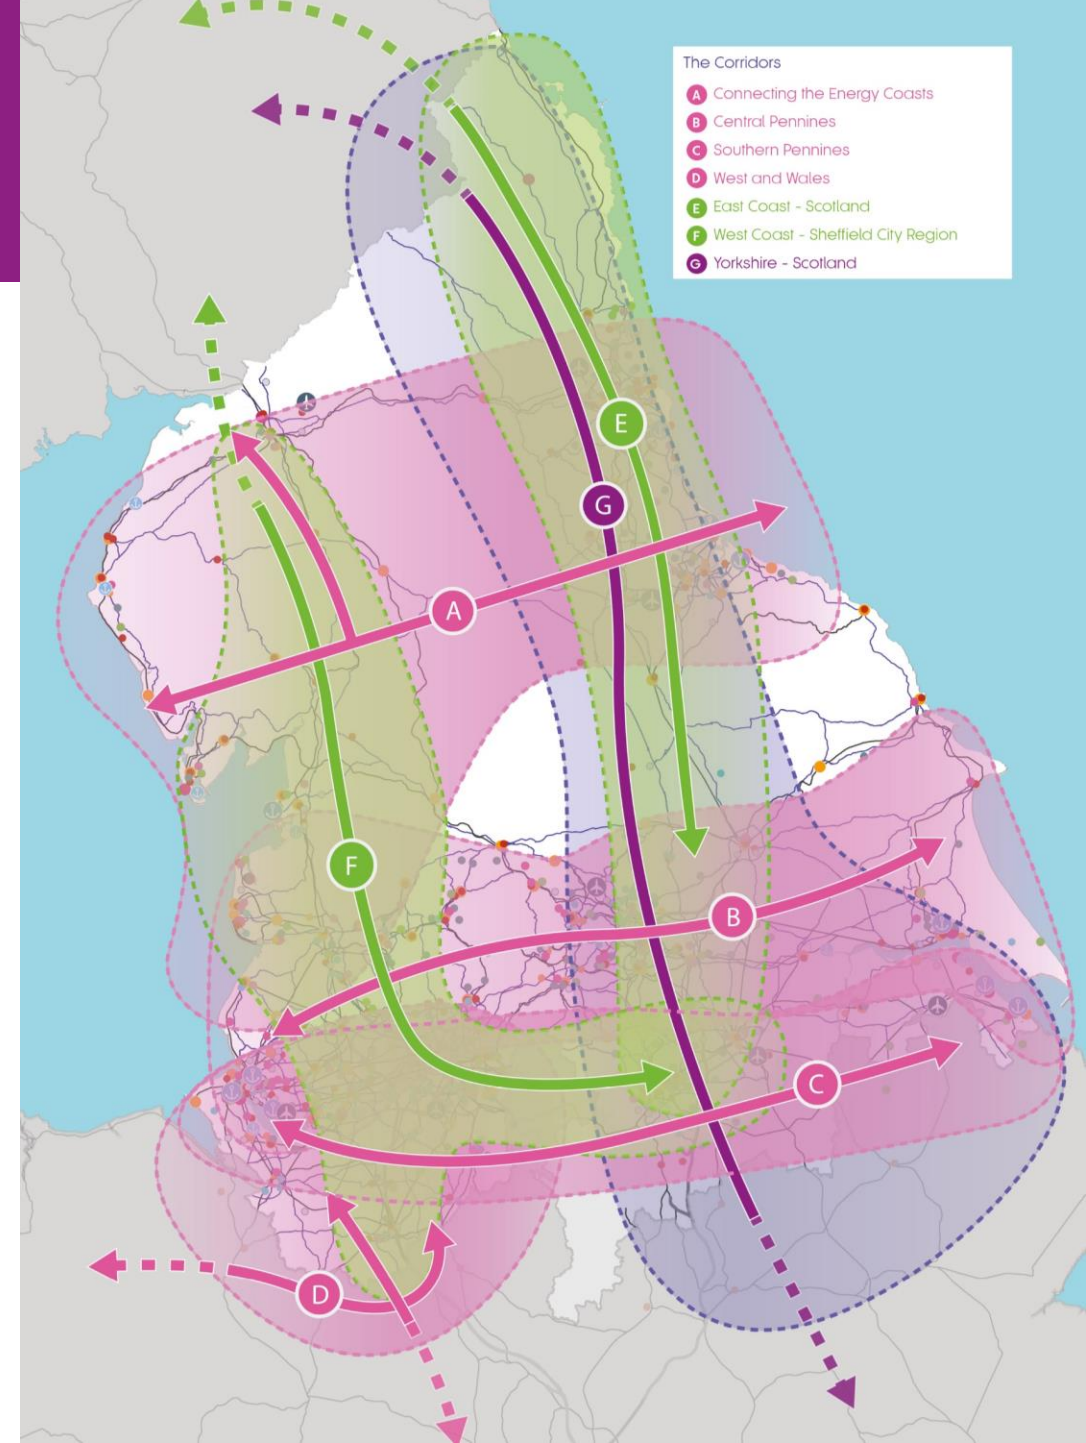 The Corridors
A Connecting the Energy Coasts
B Central Pennines
C Southern Pennines
D West and Wales
E East Coast - Scotland
F West Coast - Sheffield City Region
G Yorkshire - Scotland
E
G
A
F
B
C
D